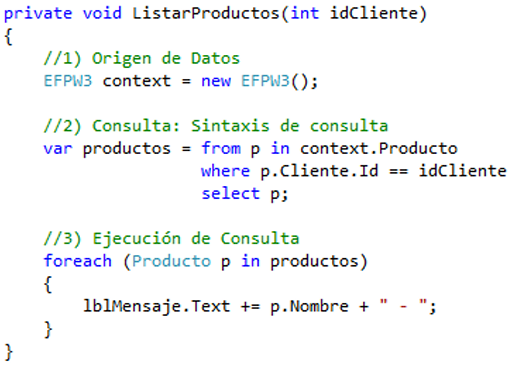 private void ListarProductos(int idCliente)
{
    //1) Origen de Datos
    EFPW3 context = new EFPW3();

    //2) Consulta: Sintaxis de consulta
    var productos = from p in context.Producto
                    where p.Cliente.Id == idCliente
                    select p;

    //3) Ejecución de Consulta
    foreach (Producto p in productos)
    {
        lblMensaje.Text += p.Nombre + " - ";
    }
}